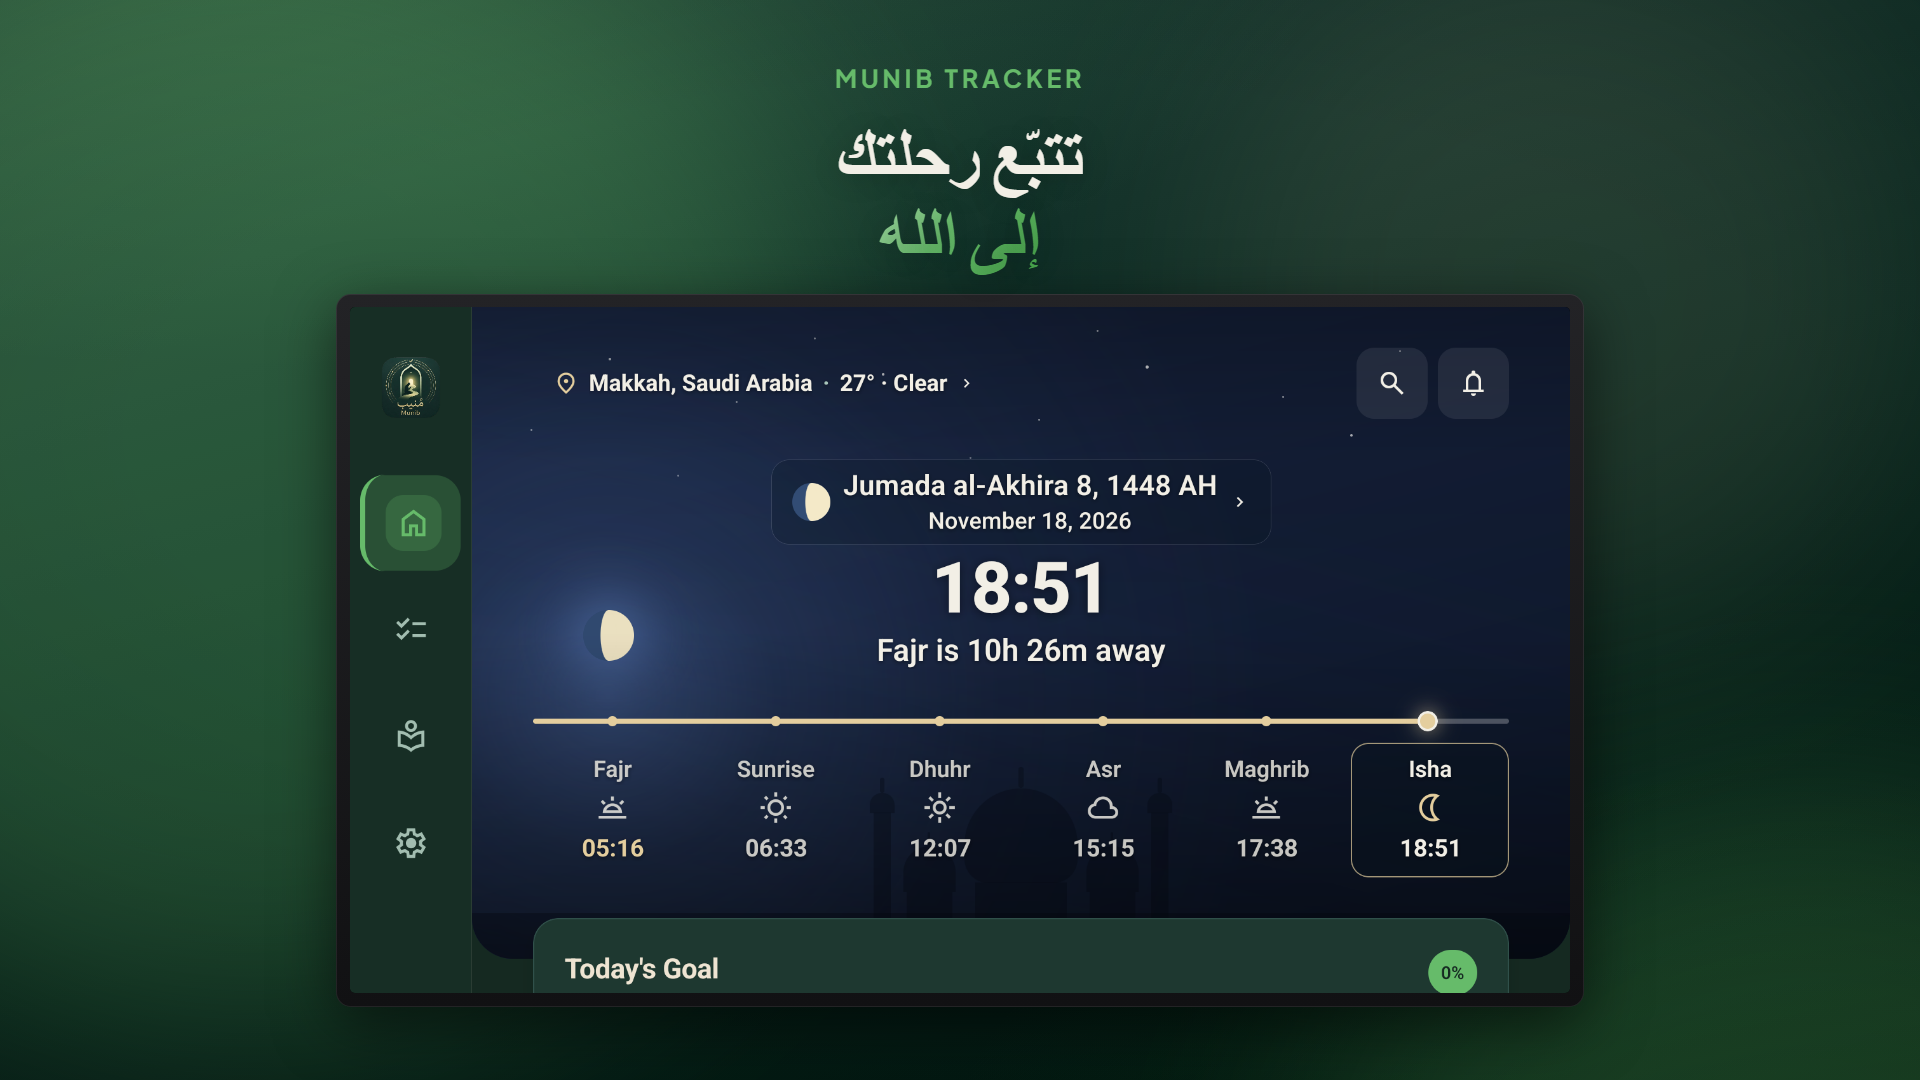 MUNIB TRACKER
تتبّع رحلتك
إلى الله
مُنيب
Munib
Makkah, Saudi Arabia · 27° · Clear
Jumada al-Akhira 8, 1448 AH
November 18, 2026
18:51
Fajr is 10h 26m away
Fajr Sunrise Dhuhr Asr Maghrib Isha
05:16 06:33 12:07 15:15 17:38 18:51
Today's Goal 0%